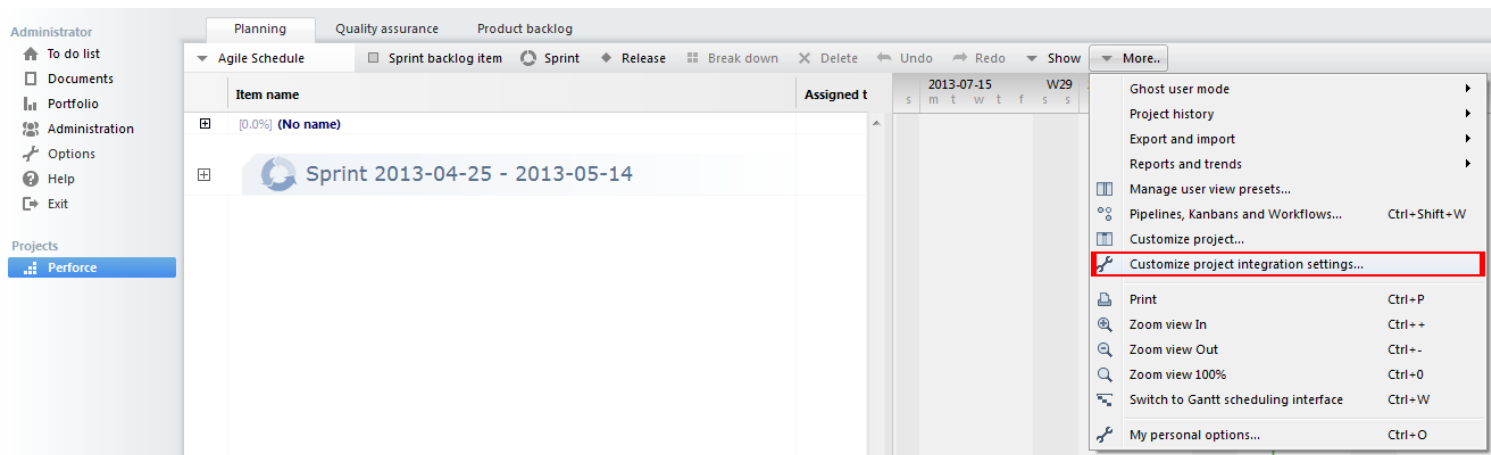 Administrator
To do list
Documents
Portfolio
Administration
Options
Help
Exit
Projects
Perforce
Planning Quality assurance Product backlog
Agile Schedule Sprint backlog item Sprint Release Break down Delete Undo Redo Show More..
Item name Assigned t 2013-07-15 W29
s m t w t f s s
[0.0%] (No name)
Sprint 2013-04-25 - 2013-05-14
Ghost user mode
Project history
Export and import
Reports and trends
Manage user view presets...
Pipelines, Kanbans and Workflows... Ctrl+Shift+W
Customize project...
Customize project integration settings...
Print Ctrl+P
Zoom view In Ctrl++
Zoom view Out Ctrl+-
Zoom view 100% Ctrl+0
Switch to Gantt scheduling interface Ctrl+W
My personal options... Ctrl+O